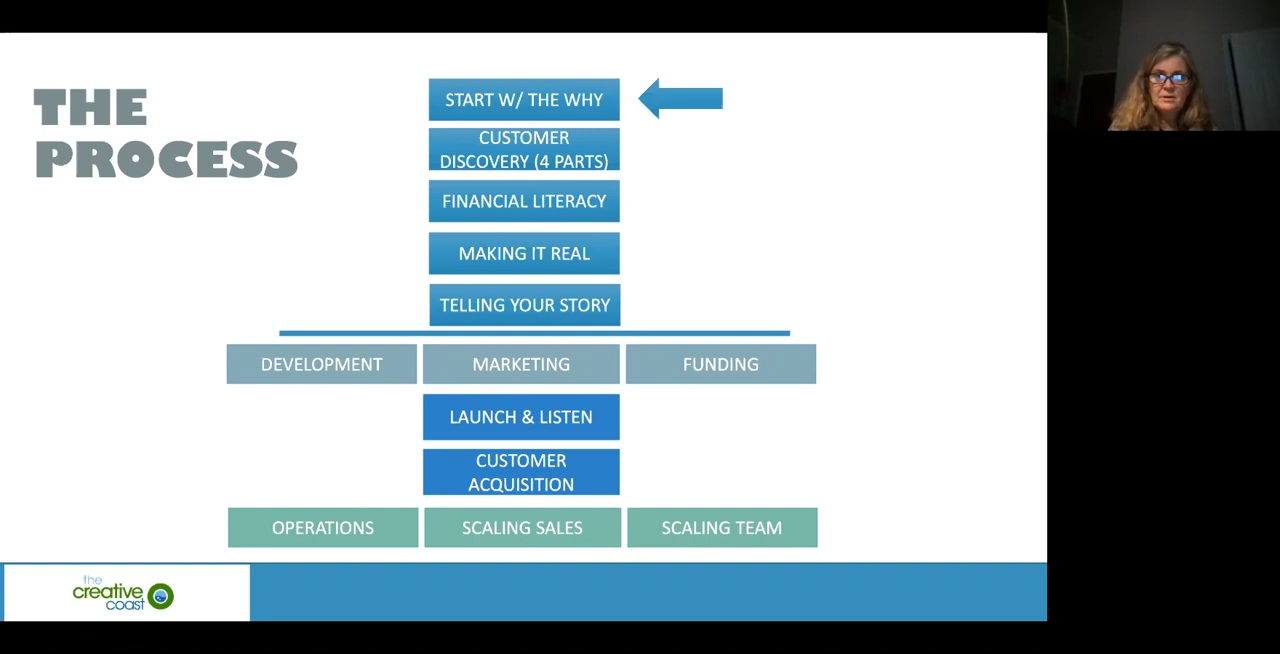 THE
PROCESS
START W/ THE WHY
CUSTOMER
DISCOVERY (4 PARTS)
FINANCIAL LITERACY
MAKING IT REAL
TELLING YOUR STORY
DEVELOPMENT
MARKETING
FUNDING
LAUNCH & LISTEN
CUSTOMER
ACQUISITION
OPERATIONS
SCALING SALES
SCALING TEAM
the
creative
coast